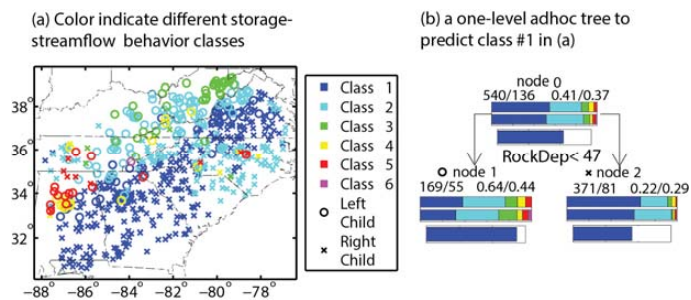 (a) Color indicate different storage-
streamflow behavior classes
38°
36°
34°
32°
−88° −86° −84° −82° −80° −78°
Class 1
Class 2
Class 3
Class 4
Class 5
Class 6
Left
Child
Right
Child
(b) a one-level adhoc tree to
predict class #1 in (a)
node 0
540/136 0.41/0.37
RockDep< 47
node 1
169/55 0.64/0.44
node 2
371/81 0.22/0.29